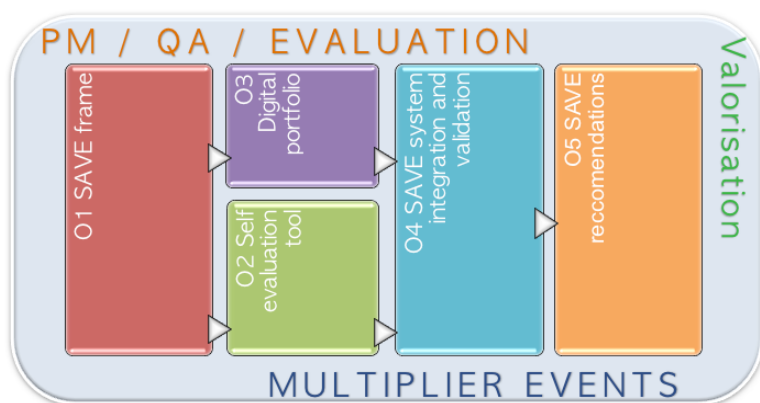 PM / QA / EVALUATION
Valorisation
O1 SAVE frame
O3
Digital
portfolio
O2 Self
evaluation
tool
O4 SAVE system
integration and
validation
O5 SAVE
reccomendations
MULTIPLIER EVENTS